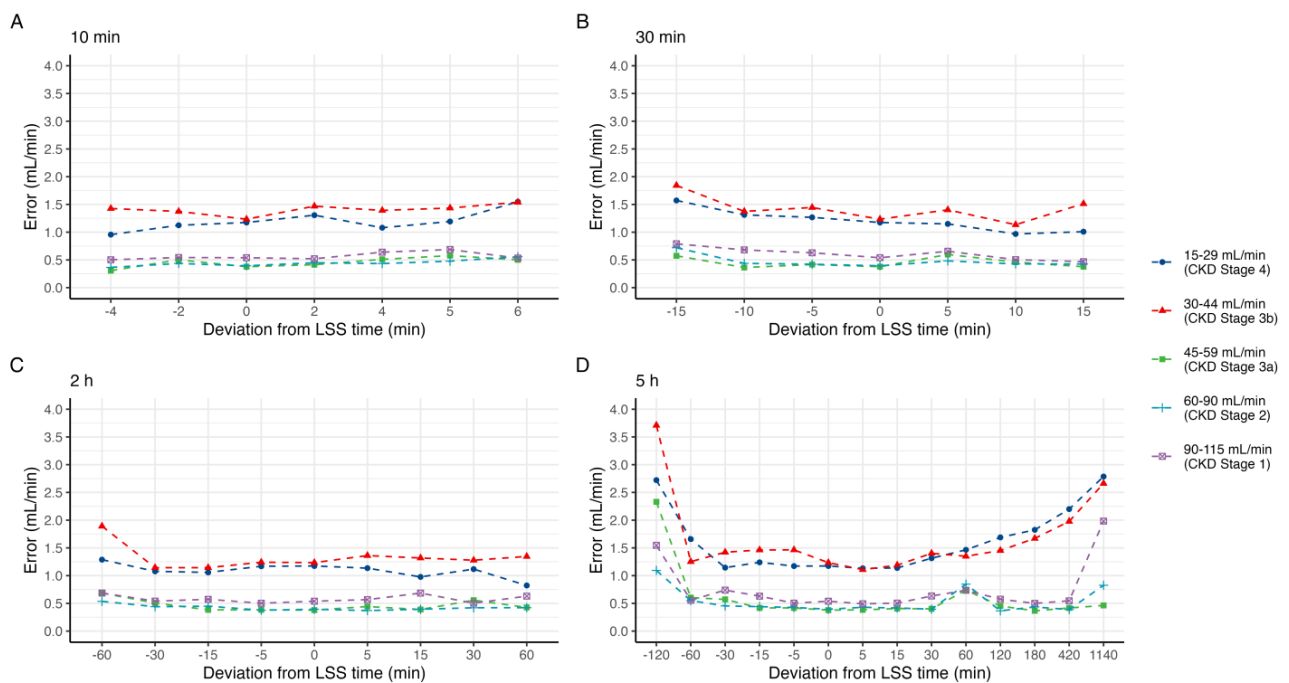 A
10 min
Error (mL/min)
4.0
3.5
3.0
2.5
2.0
1.5
1.0
0.5
0.0
-4 -2 0 2 4 5 6
Deviation from LSS time (min)
B
30 min
Error (mL/min)
4.0
3.5
3.0
2.5
2.0
1.5
1.0
0.5
0.0
-15 -10 -5 0 5 10 15
Deviation from LSS time (min)
C
2 h
Error (mL/min)
4.0
3.5
3.0
2.5
2.0
1.5
1.0
0.5
0.0
-60 -30 -15 -5 0 5 15 30 60
Deviation from LSS time (min)
D
5 h
Error (mL/min)
4.0
3.5
3.0
2.5
2.0
1.5
1.0
0.5
0.0
-120 -60 -30 -15 -5 0 5 15 30 60 120 180 420 1140
Deviation from LSS time (min)
15-29 mL/min
(CKD Stage 4)
30-44 mL/min
(CKD Stage 3b)
45-59 mL/min
(CKD Stage 3a)
60-90 mL/min
(CKD Stage 2)
90-115 mL/min
(CKD Stage 1)